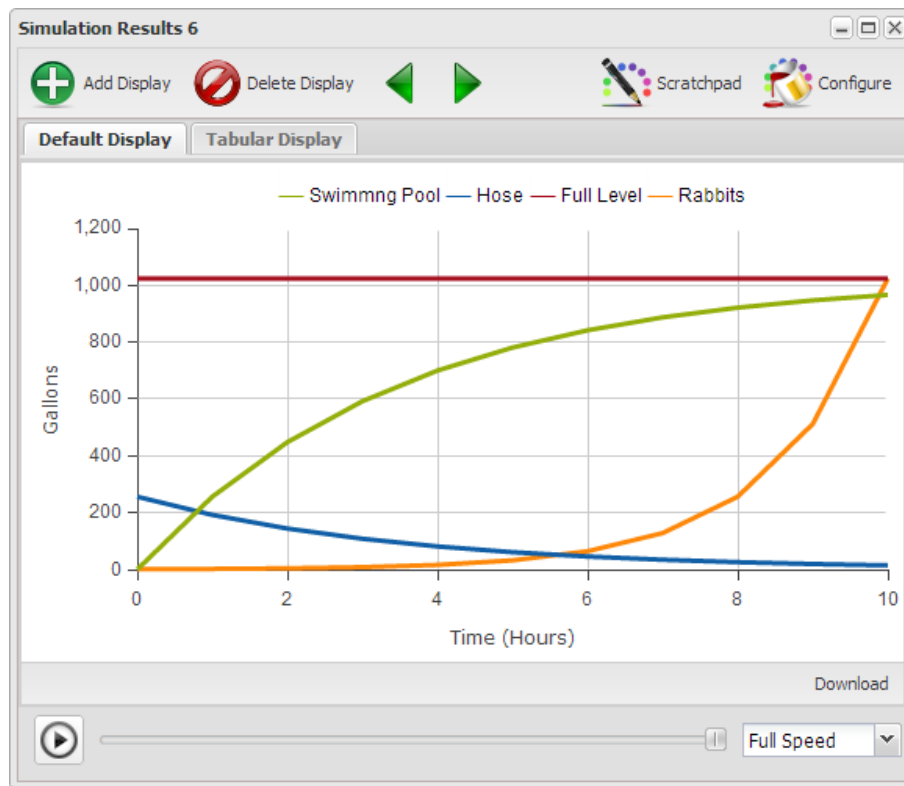 Simulation Results 6
Add Display Delete Display Scratchpad Configure
Default Display Tabular Display
Swimmng Pool Hose Full Level Rabbits
1,200
1,000
800
600
400
200
0
Gallons
0 2 4 6 8 10
Time (Hours)
Download
Full Speed